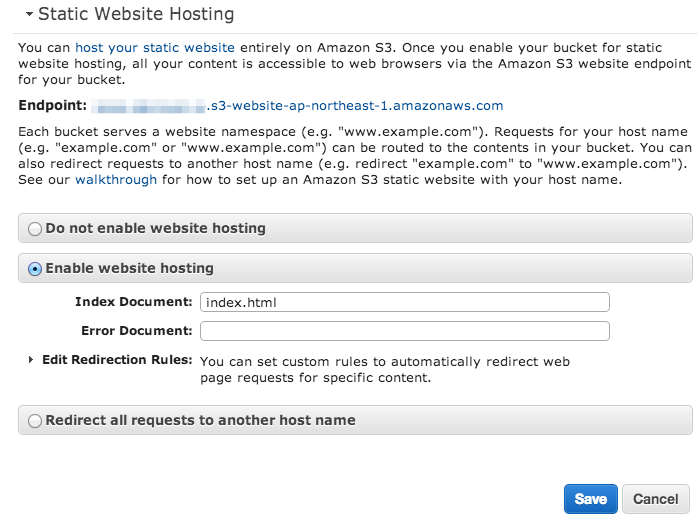 Static Website Hosting
You can host your static website entirely on Amazon S3. Once you enable your bucket for static
website hosting, all your content is accessible to web browsers via the Amazon S3 website endpoint
for your bucket.
Endpoint: .s3-website-ap-northeast-1.amazonaws.com
Each bucket serves a website namespace (e.g. "www.example.com"). Requests for your host name
(e.g. "example.com" or "www.example.com") can be routed to the contents in your bucket. You can
also redirect requests to another host name (e.g. redirect "example.com" to "www.example.com").
See our walkthrough for how to set up an Amazon S3 static website with your host name.
Do not enable website hosting
Enable website hosting
Index Document: index.html
Error Document:
Edit Redirection Rules: You can set custom rules to automatically redirect web
page requests for specific content.
Redirect all requests to another host name
Save Cancel